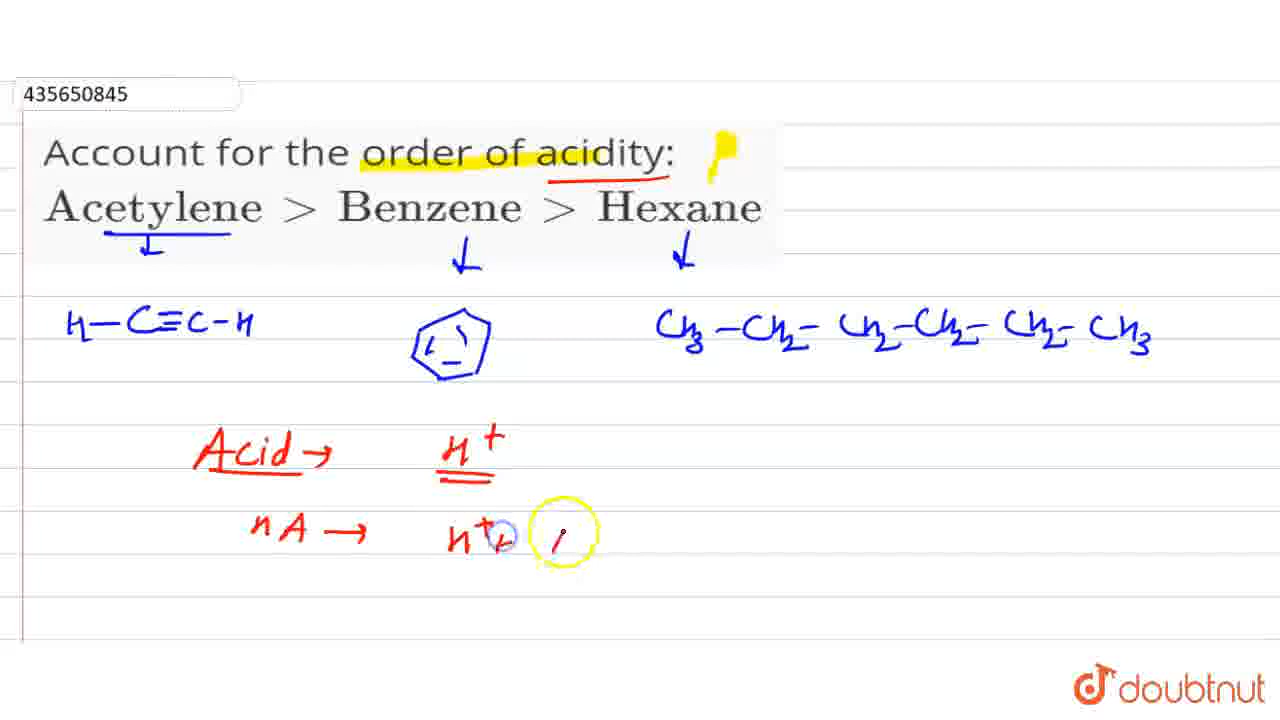 435650845
Account for the order of acidity:
Acetylene > Benzene > Hexane
H—C≡C-H
CH3-CH2-CH2-CH2-CH2-CH3
Acid→ H+
HA→ H++
doubtnut